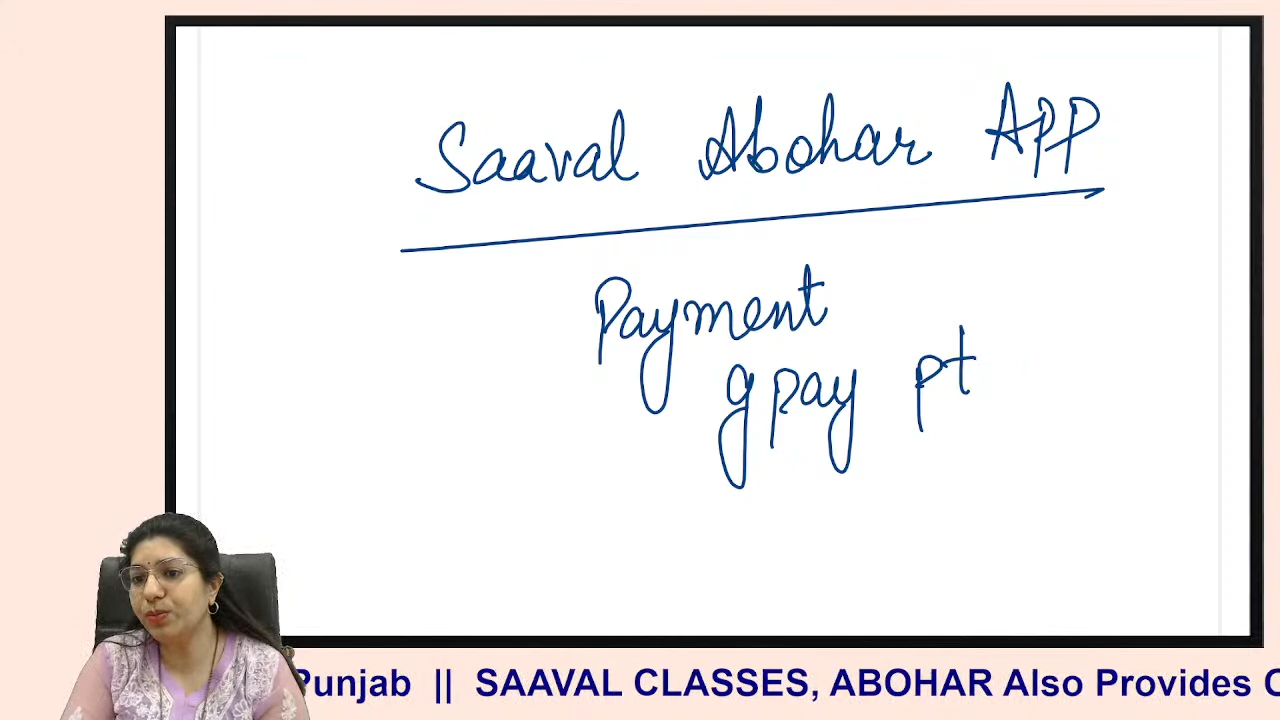 Saaval Abohar APP
Payment
gpay pt
Punjab || SAAVAL CLASSES, ABOHAR Also Provides